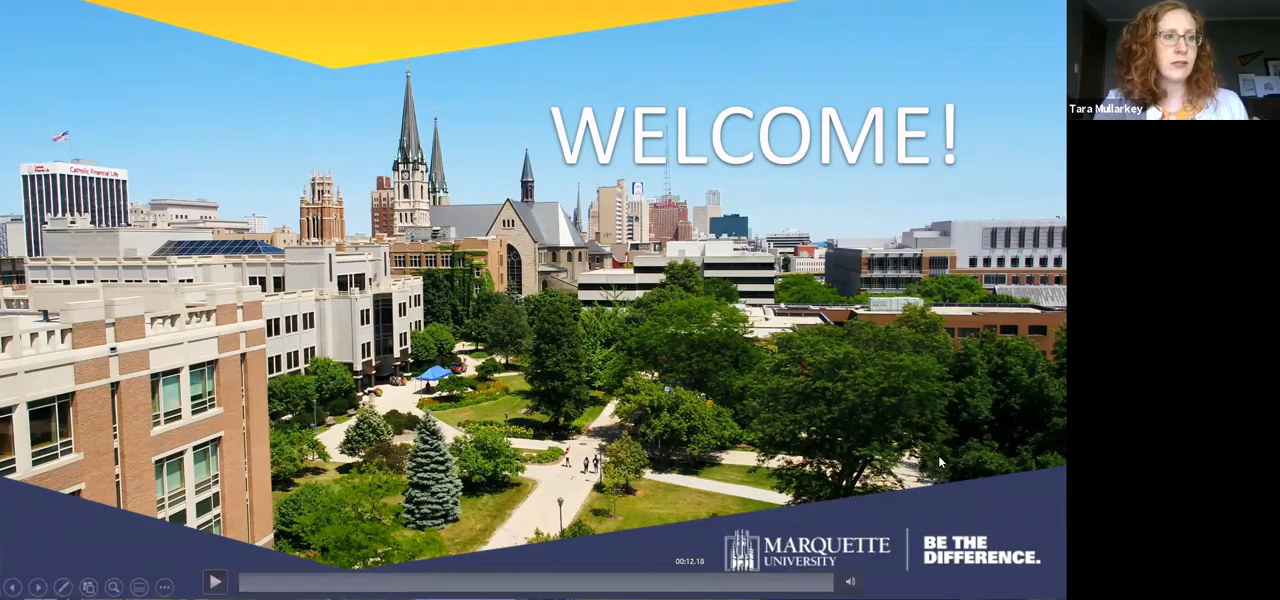 WELCOME!
Tara Mullarkey
Catholic Financial Life
00:12.18
MARQUETTE
UNIVERSITY
BE THE
DIFFERENCE.